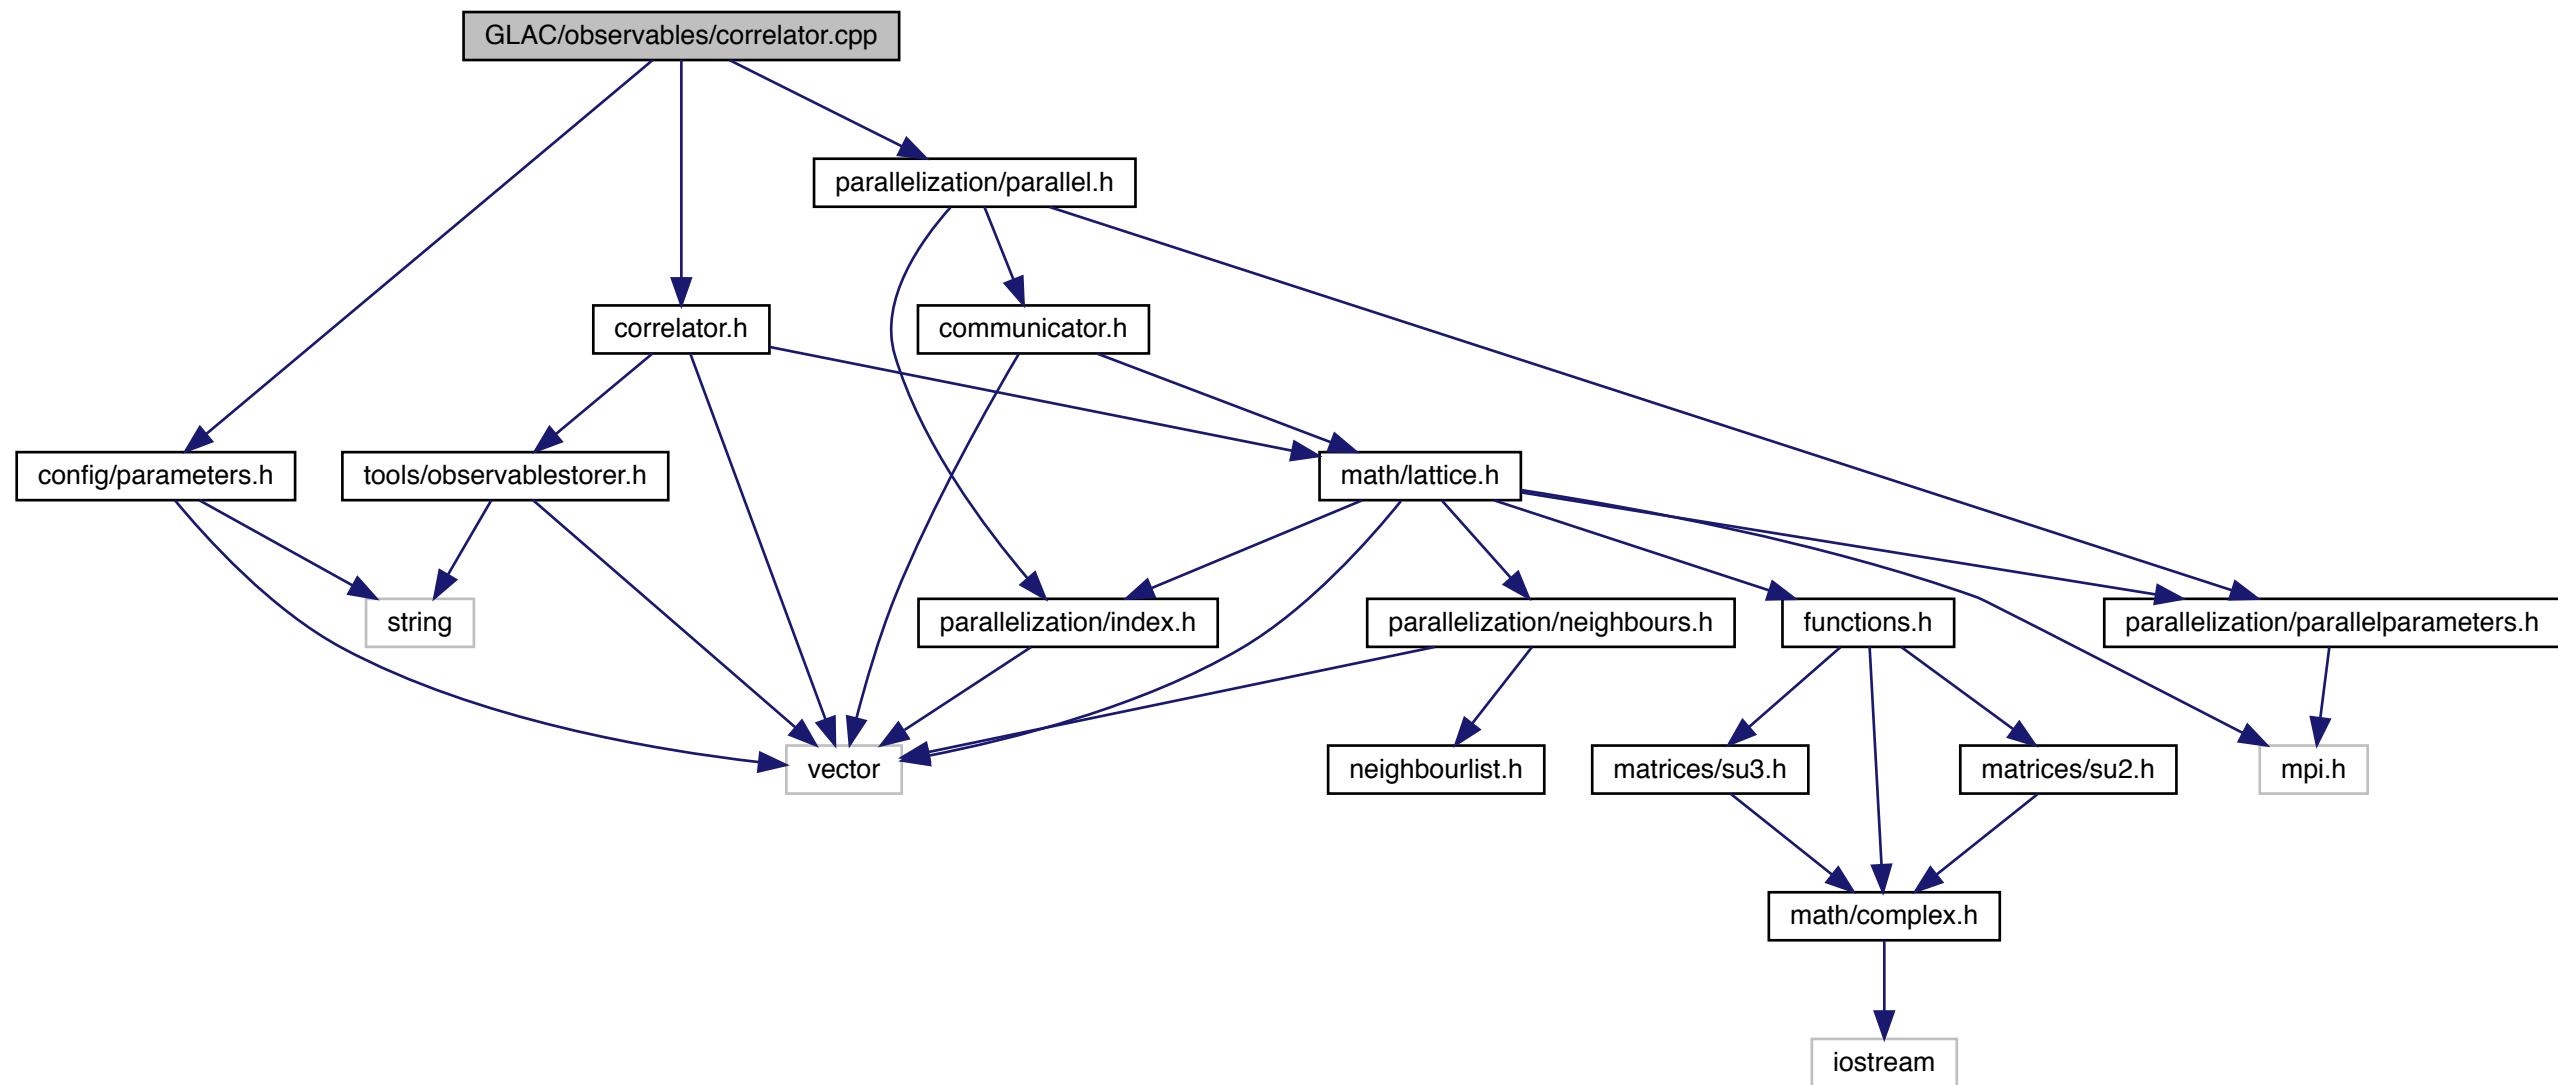 GLAC/observables/correlator.cpp
parallelization/parallel.h
correlator.h
communicator.h
config/parameters.h
tools/observablestorer.h
math/lattice.h
string
parallelization/index.h
parallelization/neighbours.h
functions.h
parallelization/parallelparameters.h
vector
neighbourlist.h
matrices/su3.h
matrices/su2.h
mpi.h
math/complex.h
iostream